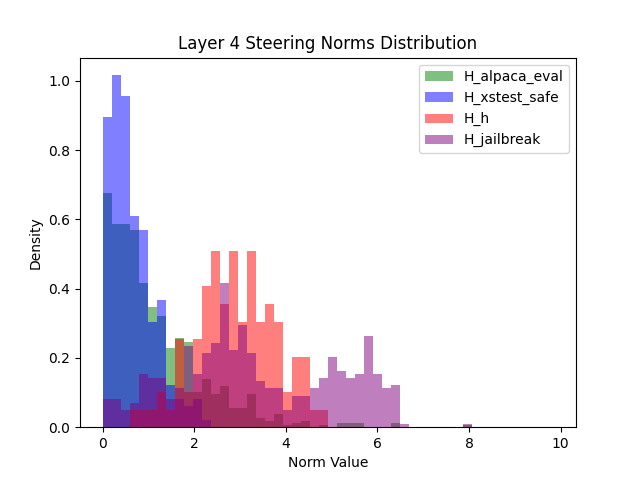 Layer 4 Steering Norms Distribution
H_alpaca_eval
H_xstest_safe
H_h
H_jailbreak
Density
1.0
0.8
0.6
0.4
0.2
0.0
0 2 4 6 8 10
Norm Value